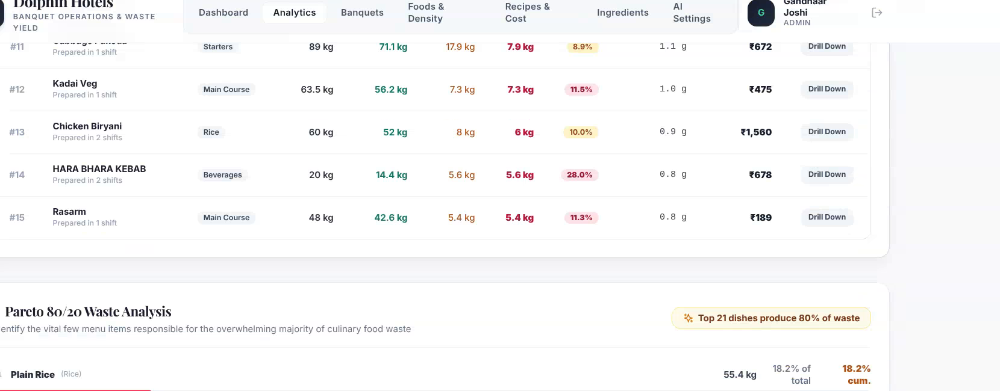 Dolphin Hotels
BANQUET OPERATIONS & WASTE
YIELD
Dashboard
Analytics
Banquets
Foods &
Density
Recipes &
Cost
Ingredients
AI
Settings
G
Gandhaar
Joshi
ADMIN
#11 Starters 89 kg 71.1 kg 17.9 kg 7.9 kg 8.9% 1.1 g ₹672 Drill Down
Prepared in 1 shift
#12 Kadai Veg Main Course 63.5 kg 56.2 kg 7.3 kg 7.3 kg 11.5% 1.0 g ₹475 Drill Down
Prepared in 1 shift
#13 Chicken Biryani Rice 60 kg 52 kg 8 kg 6 kg 10.0% 0.9 g ₹1,560 Drill Down
Prepared in 2 shifts
#14 HARA BHARA KEBAB Beverages 20 kg 14.4 kg 5.6 kg 5.6 kg 28.0% 0.8 g ₹678 Drill Down
Prepared in 2 shifts
#15 Rasarm Main Course 48 kg 42.6 kg 5.4 kg 5.4 kg 11.3% 0.8 g ₹189 Drill Down
Prepared in 1 shift
Pareto 80/20 Waste Analysis
Top 21 dishes produce 80% of waste
entify the vital few menu items responsible for the overwhelming majority of culinary food waste
Plain Rice (Rice) 55.4 kg
18.2% of
total
18.2%
cum.